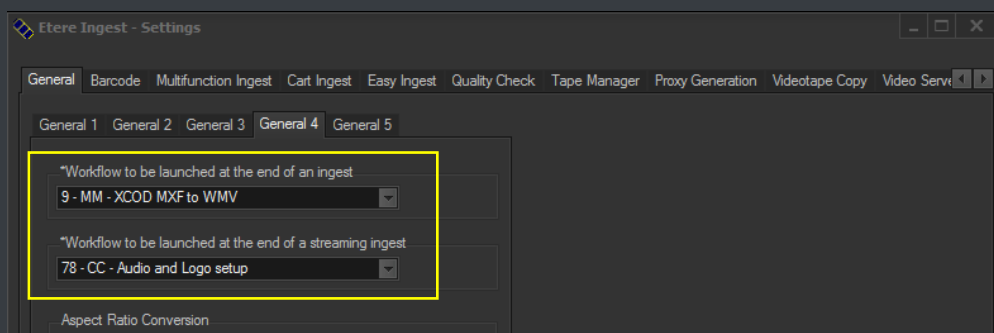 Etere Ingest - Settings
General Barcode Multifunction Ingest Cart Ingest Easy Ingest Quality Check Tape Manager Proxy Generation Videotape Copy Video Serve
General 1 General 2 General 3 General 4 General 5
*Workflow to be launched at the end of an ingest
9 - MM - XCOD MXF to WMV
*Workflow to be launched at the end of a streaming ingest
78 - CC - Audio and Logo setup
Aspect Ratio Conversion